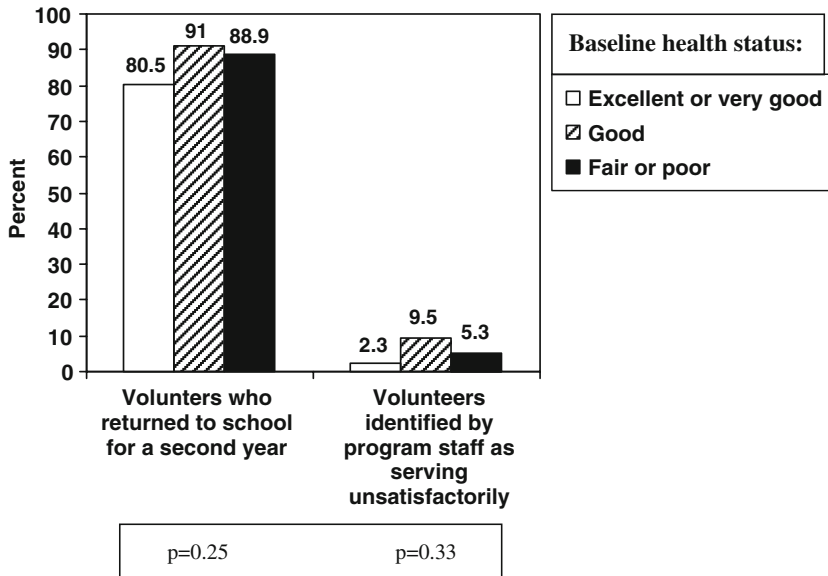 100
90
80
70
60
50
40
30
20
10
0
Percent
80.5
91
88.9
2.3
9.5
5.3
Volunters who
returned to school
for a second year
Volunteers
identified by
program staff as
serving
unsatisfactorily
p=0.25 p=0.33
Baseline health status:
Excellent or very good
Good
Fair or poor